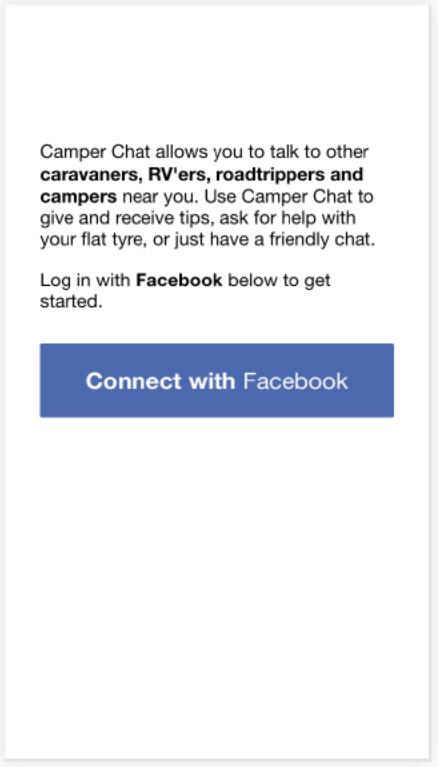 Camper Chat allows you to talk to other
caravaners, RV'ers, roadtrippers and
campers near you. Use Camper Chat to
give and receive tips, ask for help with
your flat tyre, or just have a friendly chat.
Log in with Facebook below to get
started.
Connect with Facebook